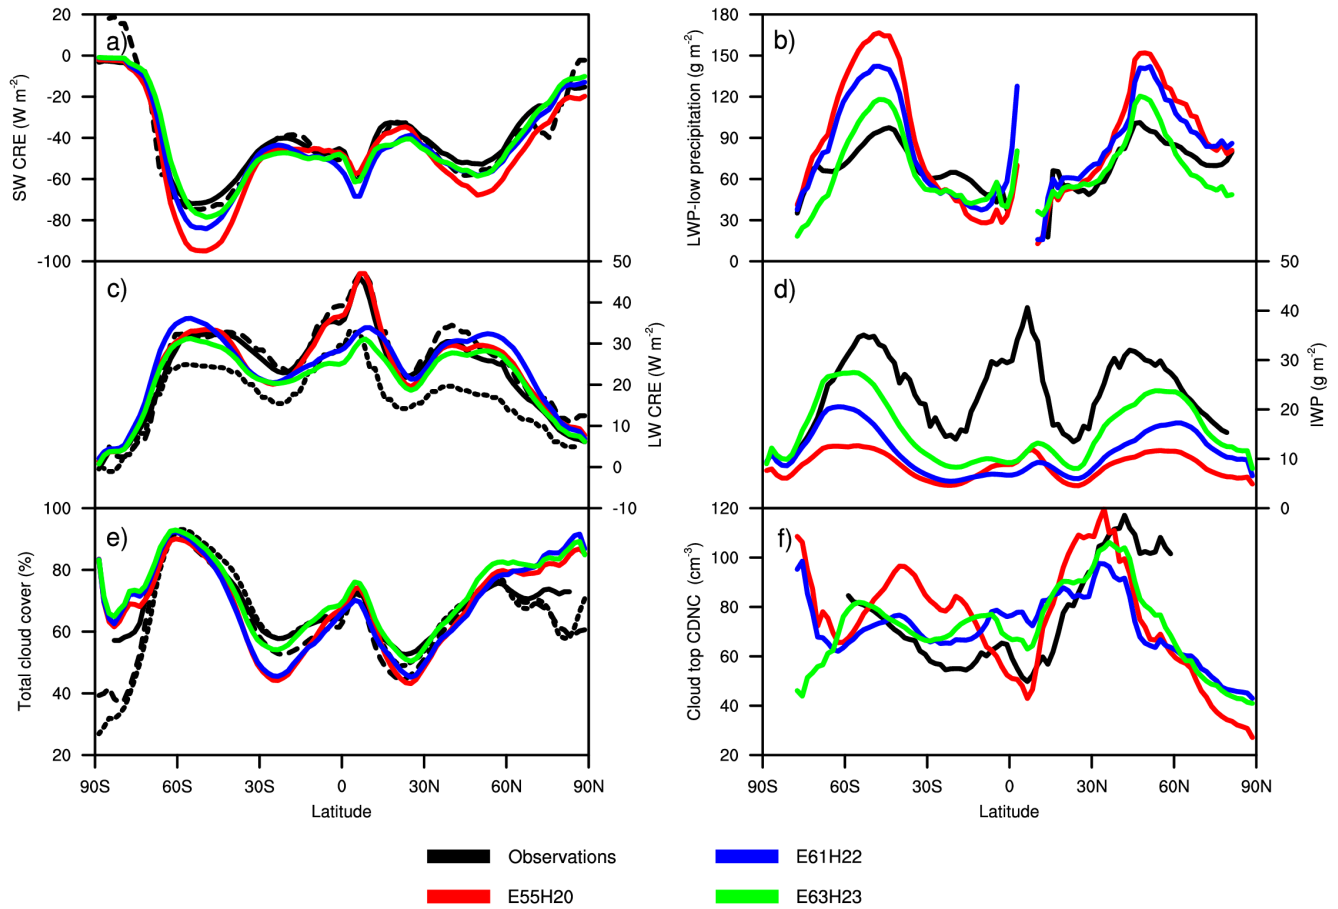 a)
20
0
-20
-40
-60
-80
-100
SW CRE (W m-2)
b)
180
150
120
90
60
30
0
LWP-low precipitation (g m-2)
c)
50
40
30
20
10
0
-10
LW CRE (W m-2)
d)
50
40
30
20
10
0
IWP (g m-2)
e)
100
80
60
40
20
Total cloud cover (%)
90S 60S 30S 0 30N 60N 90N
Latitude
f)
120
100
80
60
40
20
Cloud top CDNC (cm-3)
90S 60S 30S 0 30N 60N 90N
Latitude
Observations
E61H22
E55H20
E63H23